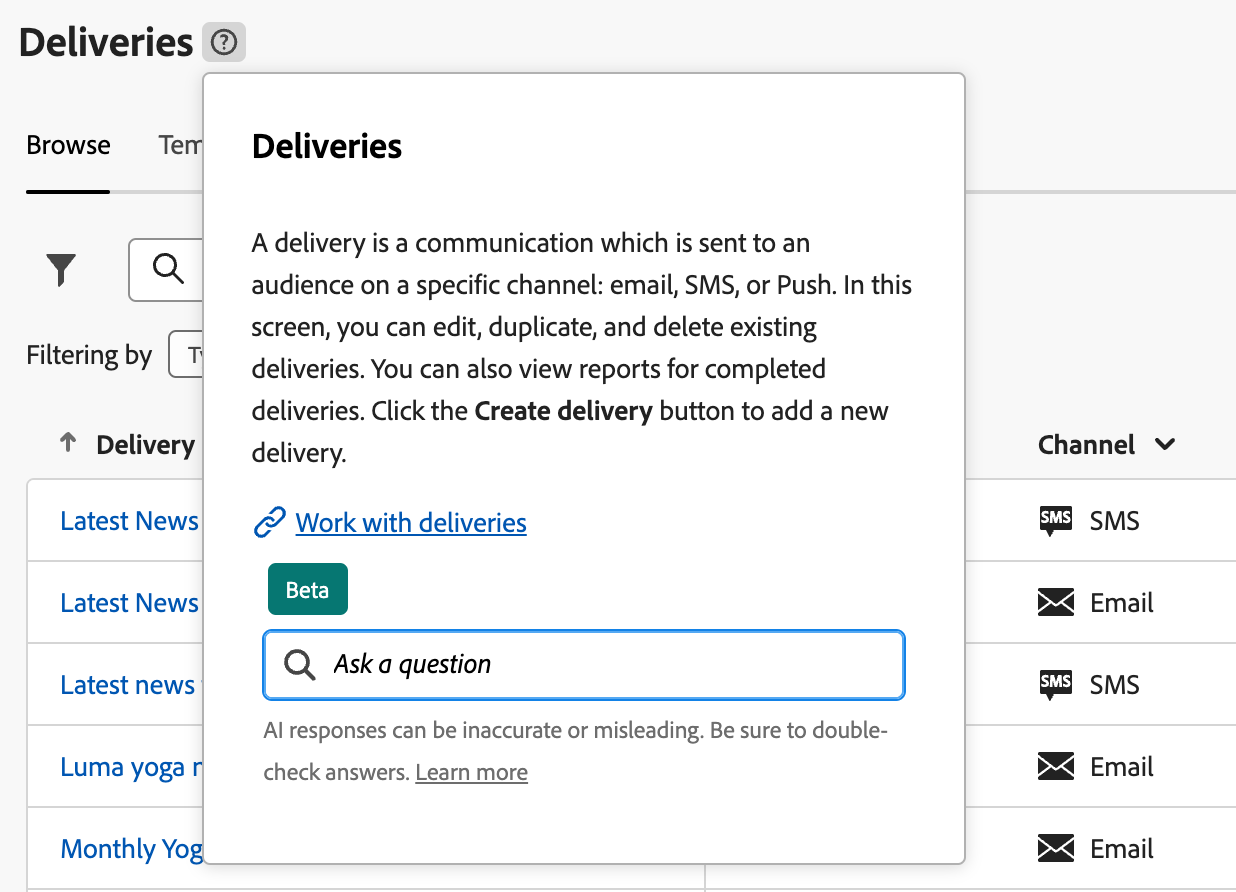 Deliveries
Browse
Deliveries
A delivery is a communication which is sent to an
audience on a specific channel: email, SMS, or Push. In this
screen, you can edit, duplicate, and delete existing
deliveries. You can also view reports for completed
deliveries. Click the Create delivery button to add a new
delivery.
Work with deliveries
Beta
Ask a question
AI responses can be inaccurate or misleading. Be sure to double-
check answers. Learn more
Filtering by
Delivery
Channel
Latest News
SMS SMS
Latest News
Email
Latest news
SMS SMS
Luma yoga
Email
Monthly
Email